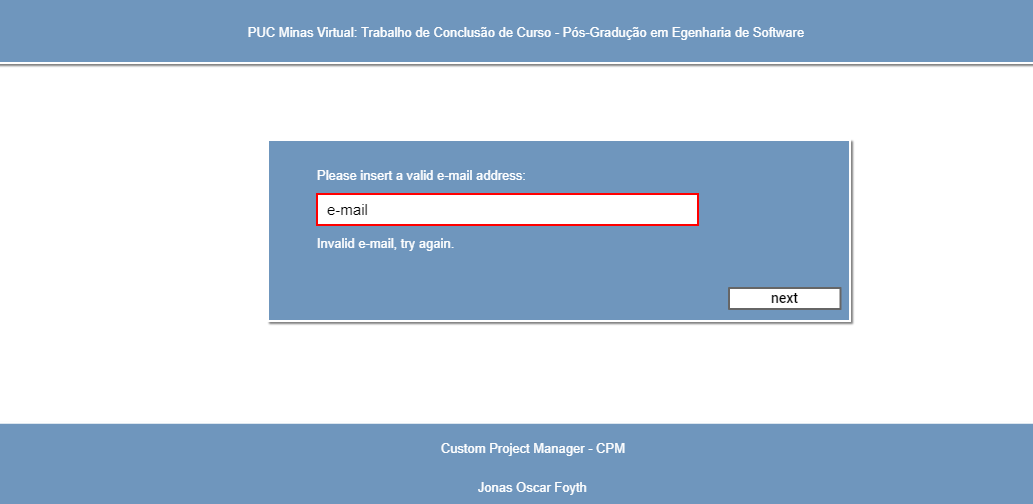 PUC Minas Virtual: Trabalho de Conclusão de Curso - Pós-Gradução em Egenharia de Software
Please insert a valid e-mail address:
e-mail
Invalid e-mail, try again.
next
Custom Project Manager - CPM
Jonas Oscar Foyth